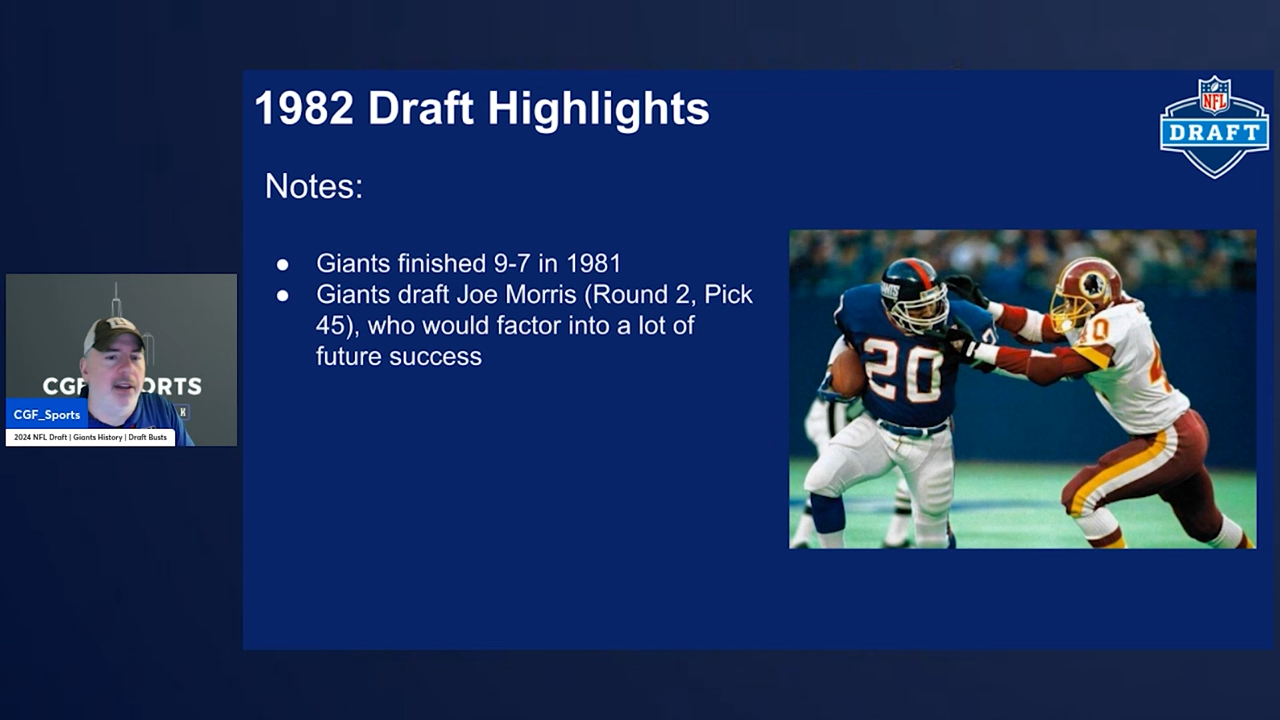 1982 Draft Highlights
NFL
DRAFT
Notes:
● Giants finished 9-7 in 1981
● Giants draft Joe Morris (Round 2, Pick
45), who would factor into a lot of
future success
GIANTS
20
CGF_Sports
2024 NFL Draft | Giants History | Draft Busts